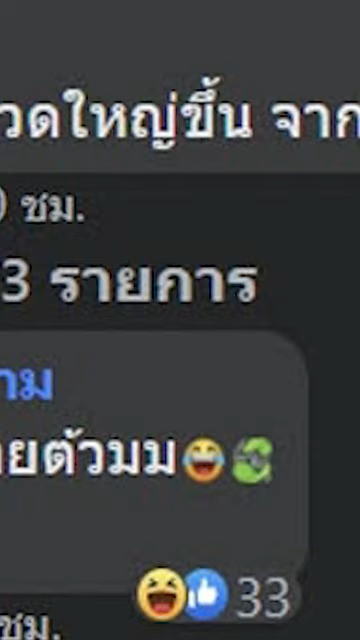 วดใหญ่ขึ้น จาก
ชม.
3 รายการ
าม
ายตัวมม😂
33
ชม.